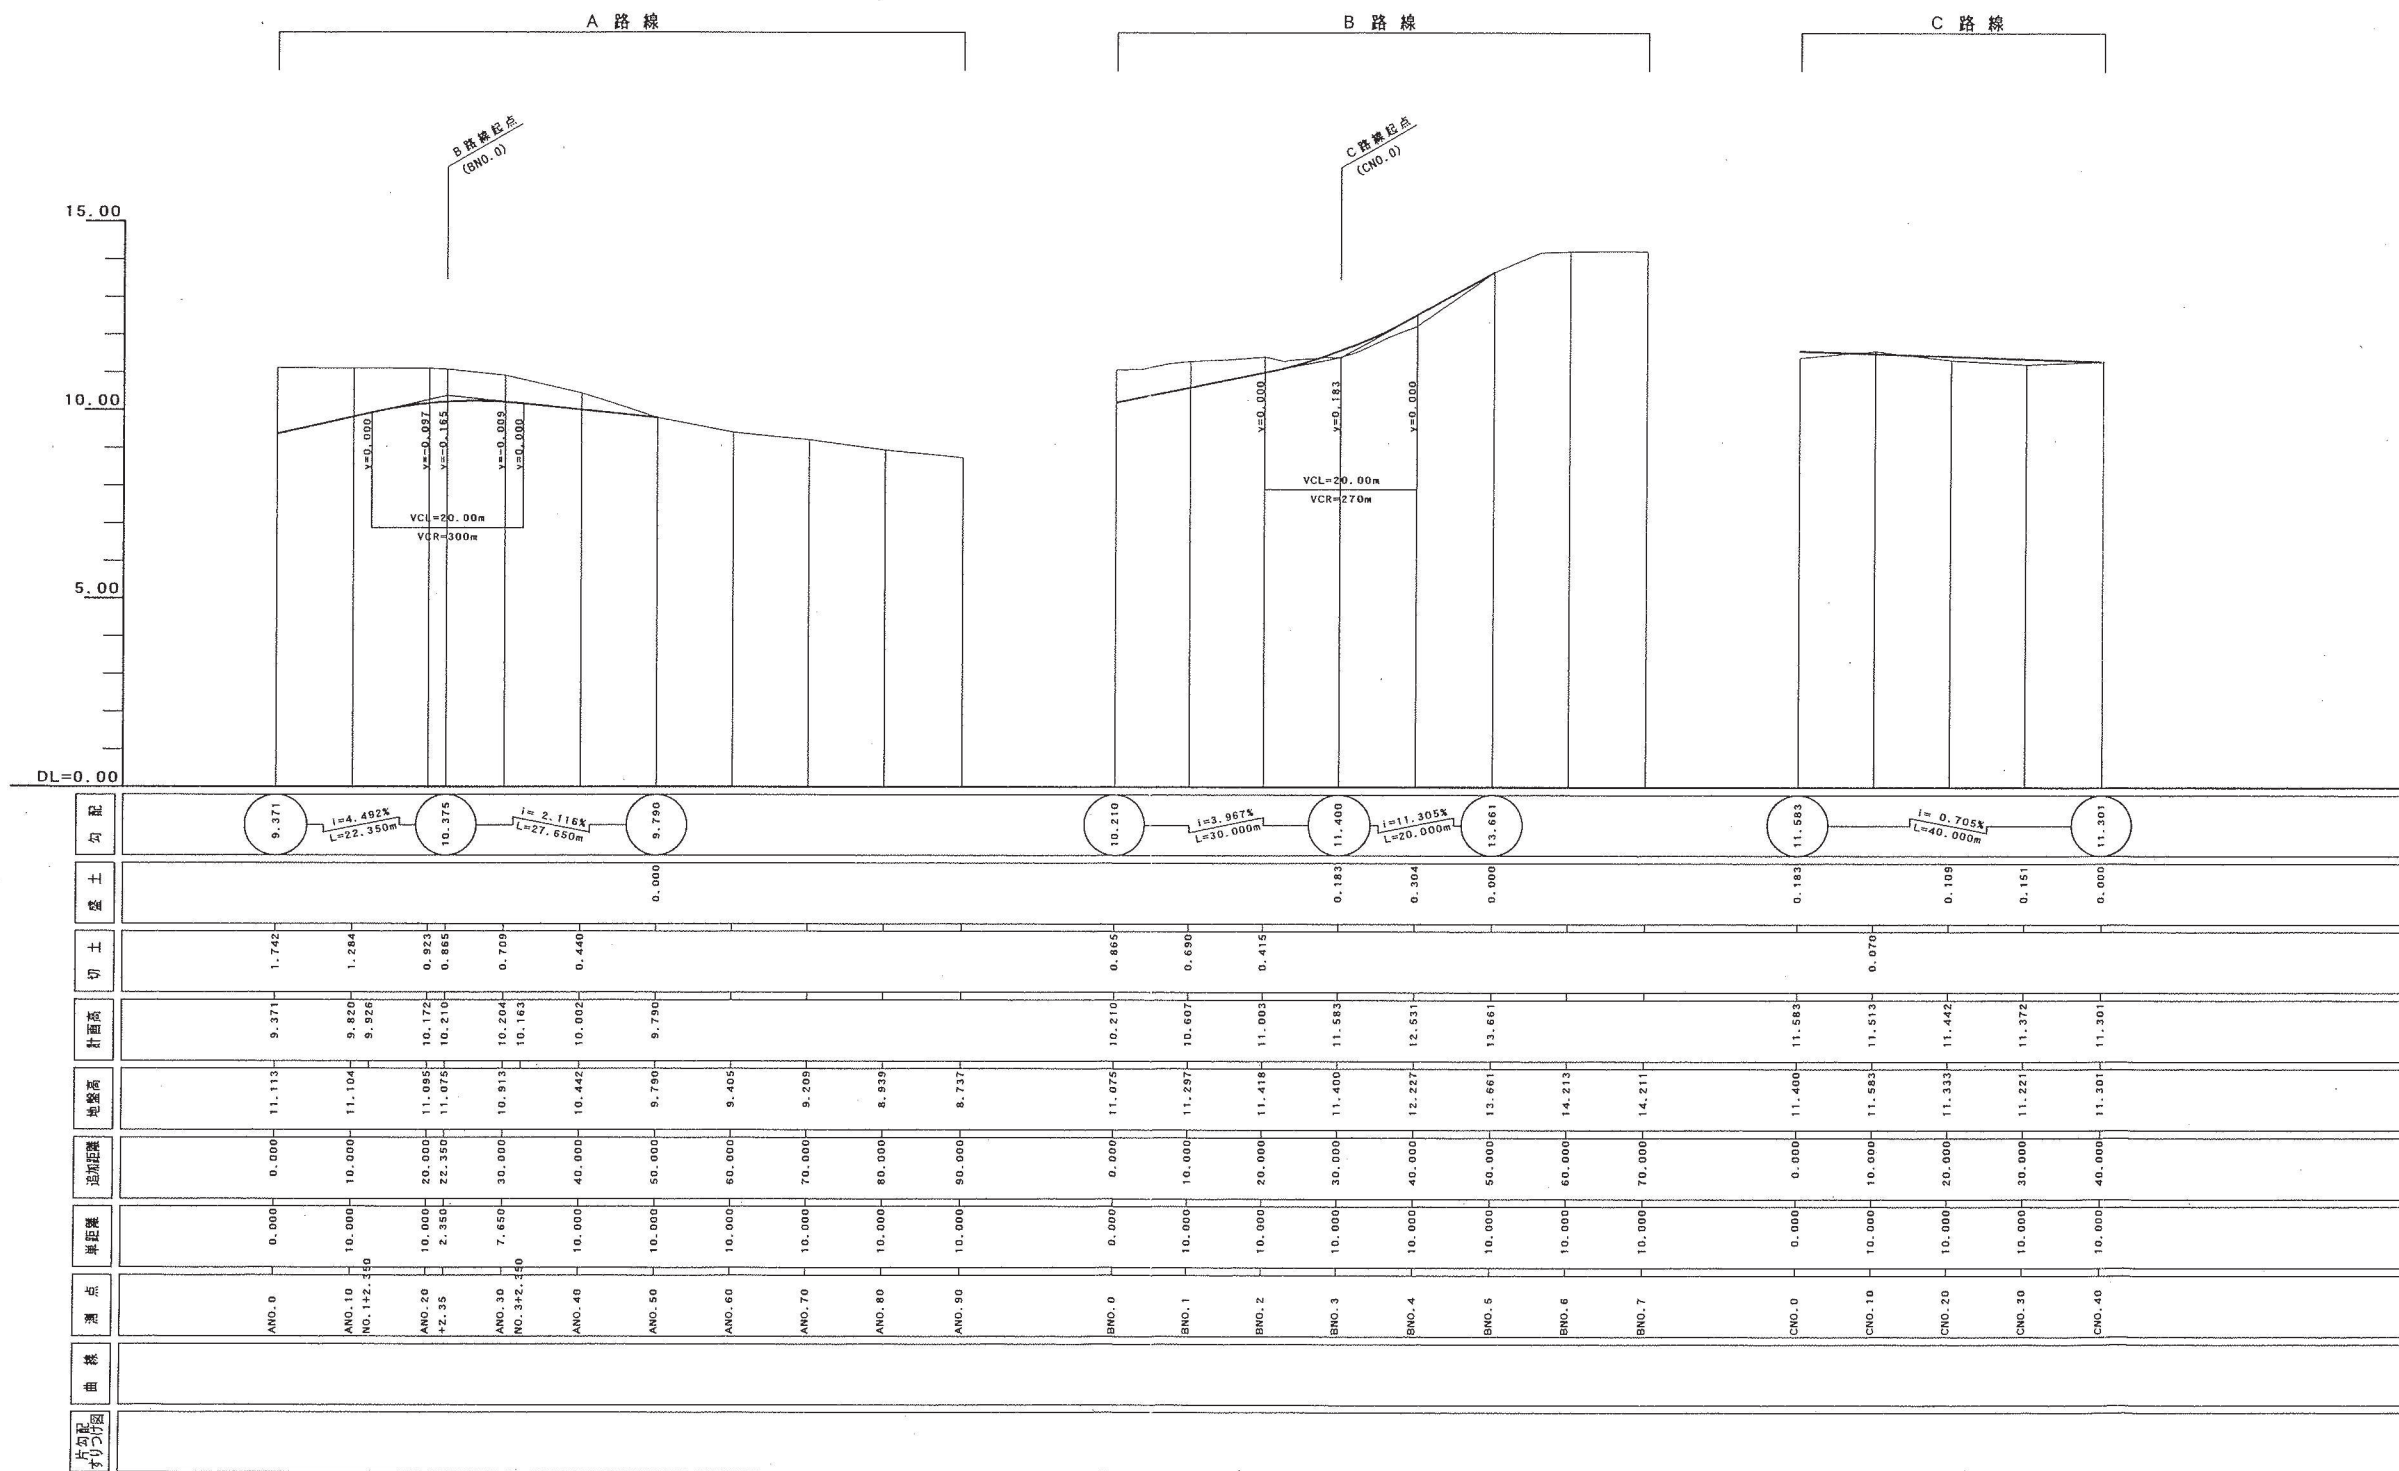 A 路 線
B 路 線
C 路 線
B 路線起点
(BNO.0)
C 路線起点
(CNO.0)
15.00
10.00
5.00
DL=0.00
y=0.000
y=-0.097
y=-0.165
y=-0.009
y=0.000
VCL=20.00m
VCR=300m
y=0.000
y=0.183
y=0.000
VCL=20.00m
VCR=270m
勾 配
9.371
i=4.492%
L=22.350m
10.375
i= 2.116%
L=27.650m
9.790
10.210
i=3.967%
L=30.000m
11.400
i=11.305%
L=20.000m
13.661
11.583
i= 0.705%
L=40.000m
11.301
盛 土
0.000
0.183
0.304
0.000
0.183
0.109
0.151
0.000
切 土
1.742
1.284
0.923
0.865
0.709
0.440
0.865
0.690
0.415
0.070
計画高
9.371
9.820
9.926
10.172
10.210
10.204
10.163
10.002
9.790
10.210
10.607
11.003
11.583
12.531
13.661
11.583
11.513
11.442
11.372
11.301
地盤高
11.113
11.104
11.095
11.075
10.913
10.442
9.790
9.405
9.209
8.939
8.737
11.075
11.297
11.418
11.400
12.227
13.661
14.213
14.211
11.400
11.583
11.333
11.221
11.301
追加距離
0.000
10.000
20.000
22.350
30.000
40.000
50.000
60.000
70.000
80.000
90.000
0.000
10.000
20.000
30.000
40.000
50.000
60.000
70.000
0.000
10.000
20.000
30.000
40.000
単距離
0.000
10.000
10.000
2.350
7.650
10.000
10.000
10.000
10.000
10.000
10.000
0.000
10.000
10.000
10.000
10.000
10.000
10.000
10.000
0.000
10.000
10.000
10.000
10.000
測 点
ANO.0
ANO.10
NO.1+2.350
ANO.20
+2.35
ANO.30
NO.3+2.350
ANO.40
ANO.50
ANO.60
ANO.70
ANO.80
ANO.90
BNO.0
BNO.1
BNO.2
BNO.3
BNO.4
BNO.5
BNO.6
BNO.7
CNO.0
CNO.10
CNO.20
CNO.30
CNO.40
曲 線
片勾配
すりつけ図